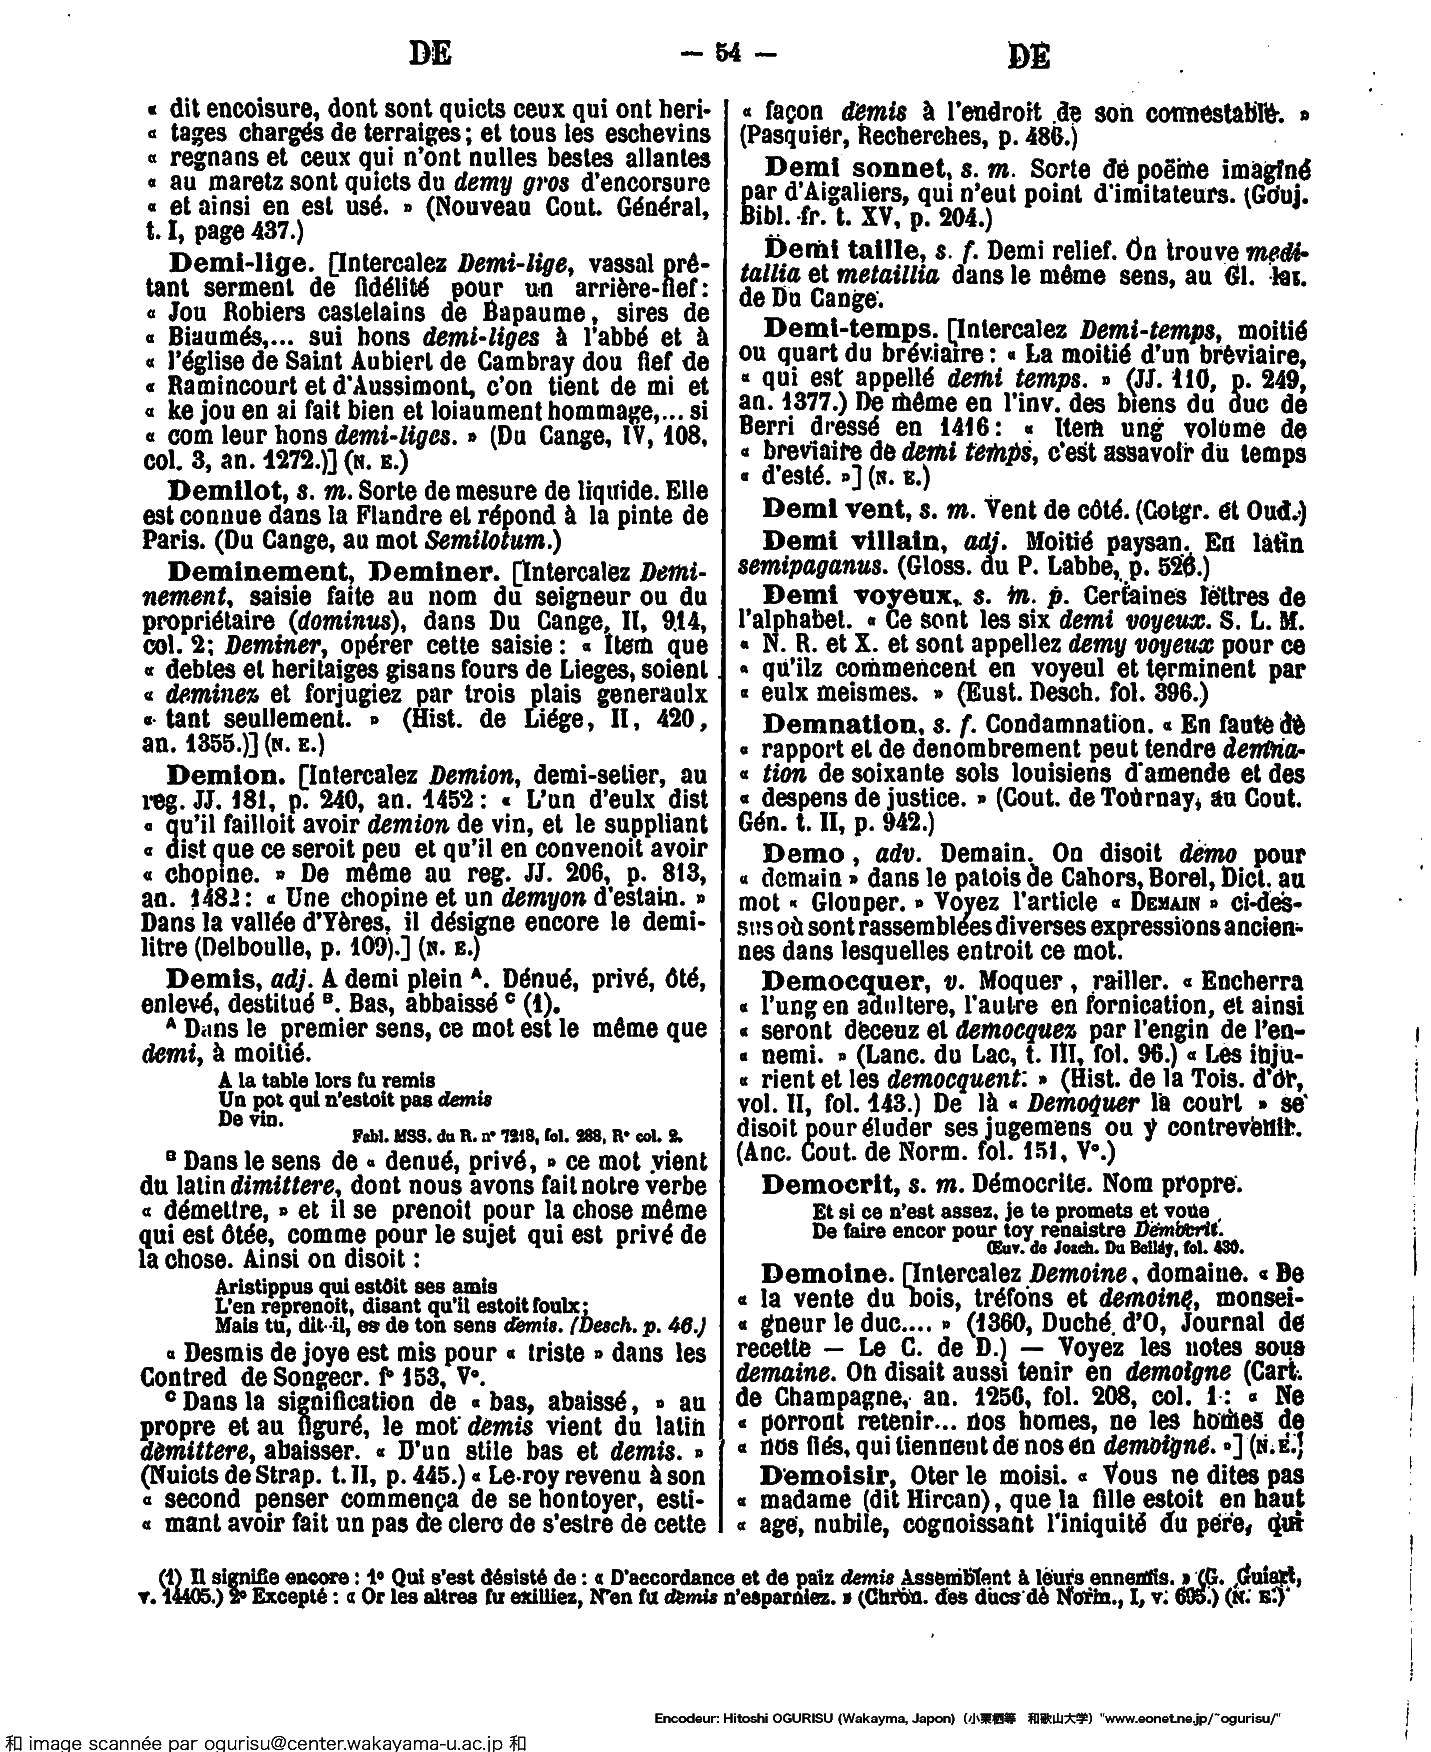 DE — 54 — DE
« dit encoisure, dont sont quicts ceux qui ont heri-
« tages chargés de terraiges ; et tous les eschevins
« regnans et ceux qui n'ont nulles bestes allantes
« au maretz sont quicts du demy gros d'encorsure
« et ainsi en est usé. » (Nouveau Cout. Général,
t. I, page 437.)
Demi-lige. [Intercalez Demi-lige, vassal prê-
tant serment de fidélité pour un arrière-fief :
« Jou Robiers castelains de Bapaume, sires de
« Biaumés,... sui hons demi-liges à l'abbé et à
« l'église de Saint Aubiert de Cambray dou fief de
« Ramincourt et d'Aussimont, c'on tient de mi et
« ke jou en ai fait bien et loiaument hommage,... si
« com leur hons demi-liges. » (Du Cange, IV, 108,
col. 3, an. 1272.)] (N. E.)
Demilot, s. m. Sorte de mesure de liquide. Elle
est connue dans la Flandre et répond à la pinte de
Paris. (Du Cange, au mot Semilotum.)
Deminement, Deminer. [Intercalez Demi-
nement, saisie faite au nom du seigneur ou du
propriétaire (dominus), dans Du Cange, II, 914,
col. 2; Deminer, opérer cette saisie : « Item que
« debtes et heritaiges gisans fours de Lieges, soient
« deminez et forjugiez par trois plais generaulx
« tant seullement. » (Hist. de Liége, II, 420,
an. 1355.)] (N. E.)
Demion. [Intercalez Demion, demi-setier, au
reg. JJ. 181, p. 240, an. 1452 : « L'un d'eulx dist
« qu'il failloit avoir demion de vin, et le suppliant
« dist que ce seroit peu et qu'il en convenoit avoir
« chopine. » De même au reg. JJ. 206, p. 813,
an. 1482 : « Une chopine et un demyon d'estain. »
Dans la vallée d'Yères, il désigne encore le demi-
litre (Delboulle, p. 109).] (N. E.)
Demis, adj. A demi plein A. Dénué, privé, ôté,
enlevé, destitué B. Bas, abbaissé C (1).
A Dans le premier sens, ce mot est le même que
demi, à moitié.
A la table lors fu remis
Un pot qui n'estoit pas demis
De vin.
Fabl. MSS. du R. n° 7218, fol. 288, R° col. 2.
B Dans le sens de « denué, privé, » ce mot vient
du latin dimittere, dont nous avons fait notre verbe
« démettre, » et il se prenoit pour la chose même
qui est ôtée, comme pour le sujet qui est privé de
la chose. Ainsi on disoit :
Aristippus qui estoit ses amis
L'en reprenoit, disant qu'il estoit foulx ;
Mais tu, dit-il, es de ton sens demis. (Desch. p. 46.)
« Desmis de joye est mis pour « triste » dans les
Contred de Songecr. f° 153, V°.
C Dans la signification de « bas, abaissé, » au
propre et au figuré, le mot demis vient du latin
demittere, abaisser. « D'un stile bas et demis. »
(Nuicts de Strap. t. II, p. 445.) « Le roy revenu à son
« second penser commença de se hontoyer, esti-
« mant avoir fait un pas de clerc de s'estre de cette
« façon demis à l'endroit de son connestable. »
(Pasquier, Recherches, p. 486.)
Demi sonnet, s. m. Sorte de poëme imaginé
par d'Aigaliers, qui n'eut point d'imitateurs. (Gouj.
Bibl. fr. t. XV, p. 204.)
Demi taille, s. f. Demi relief. On trouve medi-
tallia et metaillia dans le même sens, au Gl. lat.
de Du Cange.
Demi-temps. [Intercalez Demi-temps, moitié
ou quart du bréviaire : « La moitié d'un brèviaire,
« qui est appellé demi temps. » (JJ. 110, p. 249,
an. 1377.) De même en l'inv. des biens du duc de
Berri dressé en 1416 : « Item ung volume de
« breviaire de demi temps, c'est assavoir du temps
« d'esté. »] (N. E.)
Demi vent, s. m. Vent de côté. (Cotgr. et Oud.)
Demi villain, adj. Moitié paysan. En latin
semipaganus. (Gloss. du P. Labbe, p. 526.)
Demi voyeux, s. m. p. Certaines lettres de
l'alphabet. « Ce sont les six demi voyeux. S. L. M.
« N. R. et X. et sont appellez demy voyeux pour ce
« qu'ilz commencent en voyeul et terminent par
« eulx meismes. » (Eust. Desch. fol. 396.)
Demnation, s. f. Condamnation. « En faute de
« rapport et de denombrement peut tendre demna-
« tion de soixante sols louisiens d'amende et des
« despens de justice. » (Cout. de Tournay, au Cout.
Gén. t. II, p. 942.)
Demo, adv. Demain. On disoit demo pour
« demain » dans le patois de Cahors, Borel, Dict. au
mot « Glouper. » Voyez l'article « DEMAIN » ci-des-
sus où sont rassemblées diverses expressions ancien-
nes dans lesquelles entroit ce mot.
Democquer, v. Moquer, railler. « Encherra
« l'ung en adultere, l'autre en fornication, et ainsi
« seront deceuz et democquez par l'engin de l'en-
« nemi. » (Lanc. du Lac, t. III, fol. 96.) « Les inju-
« rient et les democquent. » (Hist. de la Tois. d'or,
vol. II, fol. 143.) De là « Demoquer la court » se
disoit pour éluder ses jugemens ou y contrevenir.
(Anc. Cout. de Norm. fol. 151, V°.)
Democrit, s. m. Démocrite. Nom propre.
Et si ce n'est assez, je te promets et voue
De faire encor pour toy renaistre Democrit.
Œuv. de Joach. Du Bellay, fol. 430.
Demoine. [Intercalez Demoine, domaine. « De
« la vente du bois, tréfons et demoine, monsei-
« gneur le duc.... » (1360, Duché d'O, Journal de
recette — Le C. de D.) — Voyez les notes sous
demaine. On disait aussi tenir en demoigne (Cart.
de Champagne, an. 1256, fol. 208, col. 1 : « Ne
« porront retenir... nos homes, ne les homes de
« nos fiés, qui tiennent de nos en demoigne. »] (N. E.)
Demoisir, Oter le moisi. « Vous ne dites pas
« madame (dit Hircan), que la fille estoit en haut
« age, nubile, cognoissant l'iniquité du pere, qui
(1) Il signifie encore : 1° Qui s'est désisté de : « D'accordance et de paiz demis Assemblent à leurs ennemis. » (G. Guiart,
v. 14405.) 2° Excepté : « Or les altres fu exilliez, N'en fu demis n'esparniez. » (Chron. des ducs de Norm., I, v. 695.) (N. E.)
Encodeur: Hitoshi OGURISU (Wakayma, Japon) (小栗栖等 和歌山大学) "www.eonet.ne.jp/~ogurisu/"
和 image scannée par ogurisu@center.wakayama-u.ac.jp 和